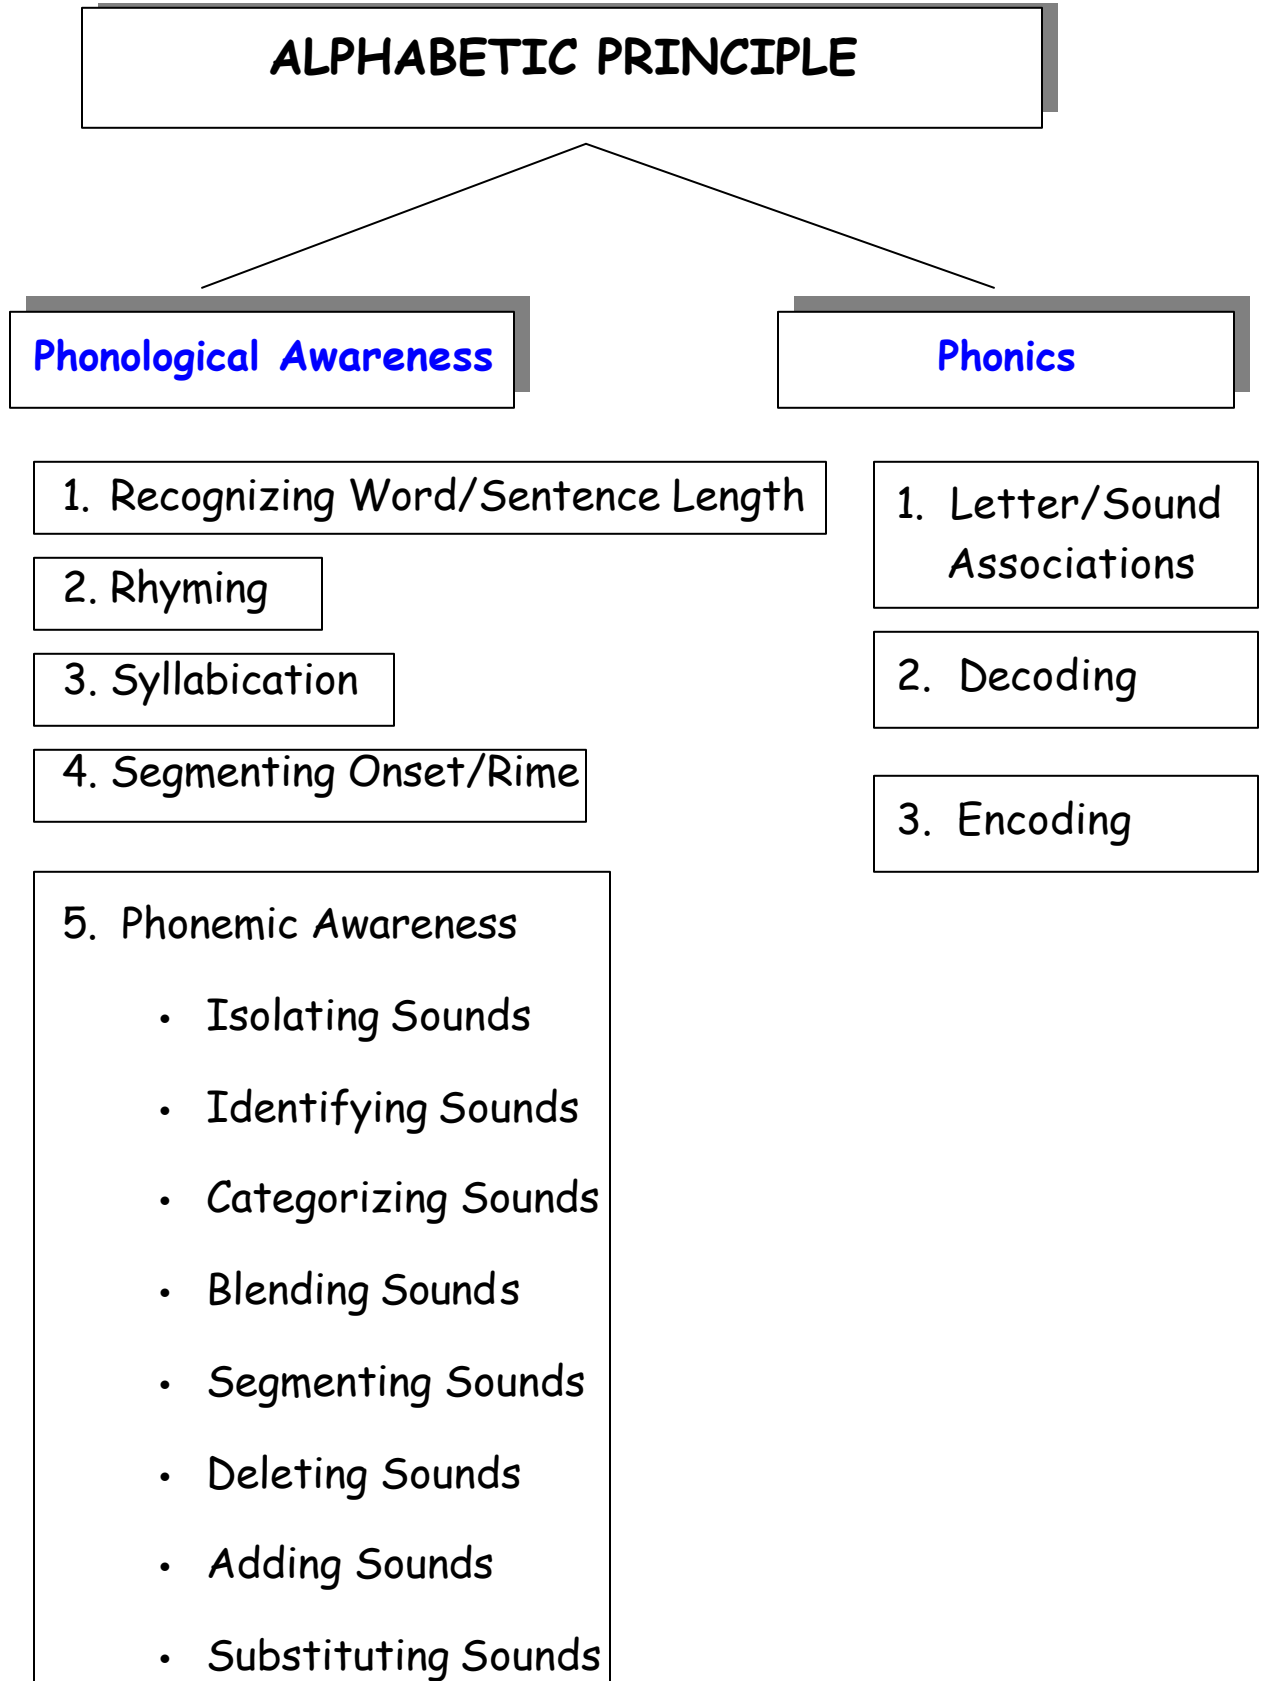 ALPHABETIC PRINCIPLE
Phonological Awareness
1. Recognizing Word/Sentence Length
2. Rhyming
3. Syllabication
4. Segmenting Onset/Rime
5. Phonemic Awareness
• Isolating Sounds
• Identifying Sounds
• Categorizing Sounds
• Blending Sounds
• Segmenting Sounds
• Deleting Sounds
• Adding Sounds
• Substituting Sounds
Phonics
1. Letter/Sound
Associations
2. Decoding
3. Encoding